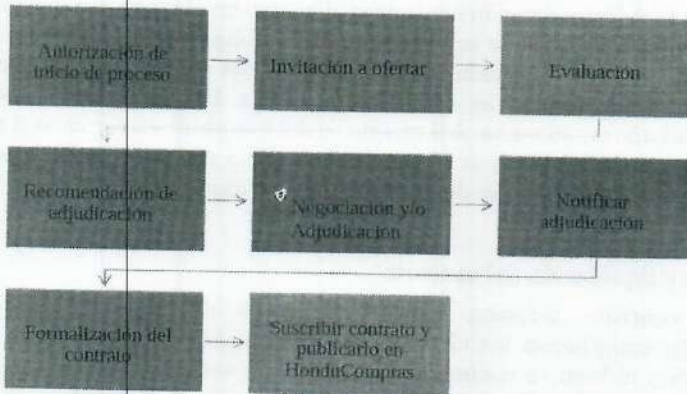 Autorización de
inicio de proceso
Invitación a ofertar
Evaluación
Recomendación de
adjudicación
Negociación y/o
Adjudicación
Notificar
adjudicación
Formalización del
contrato
Suscribir contrato y
publicarlo en
HonduCompras